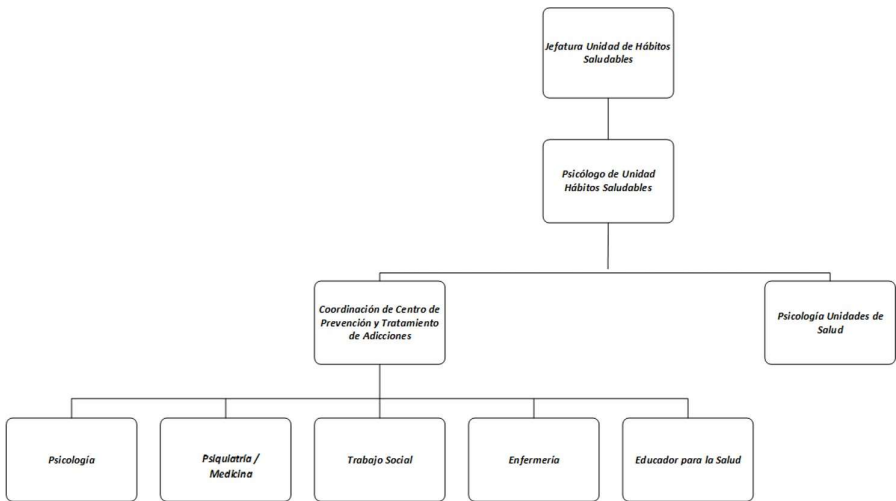 Jefatura Unidad de Hábitos
Saludables
Psicólogo de Unidad
Hábitos Saludables
Coordinación de Centro de
Prevención y Tratamiento
de Adicciones
Psicología Unidades de
Salud
Psicología
Psiquiatría /
Medicina
Trabajo Social
Enfermería
Educador para la Salud